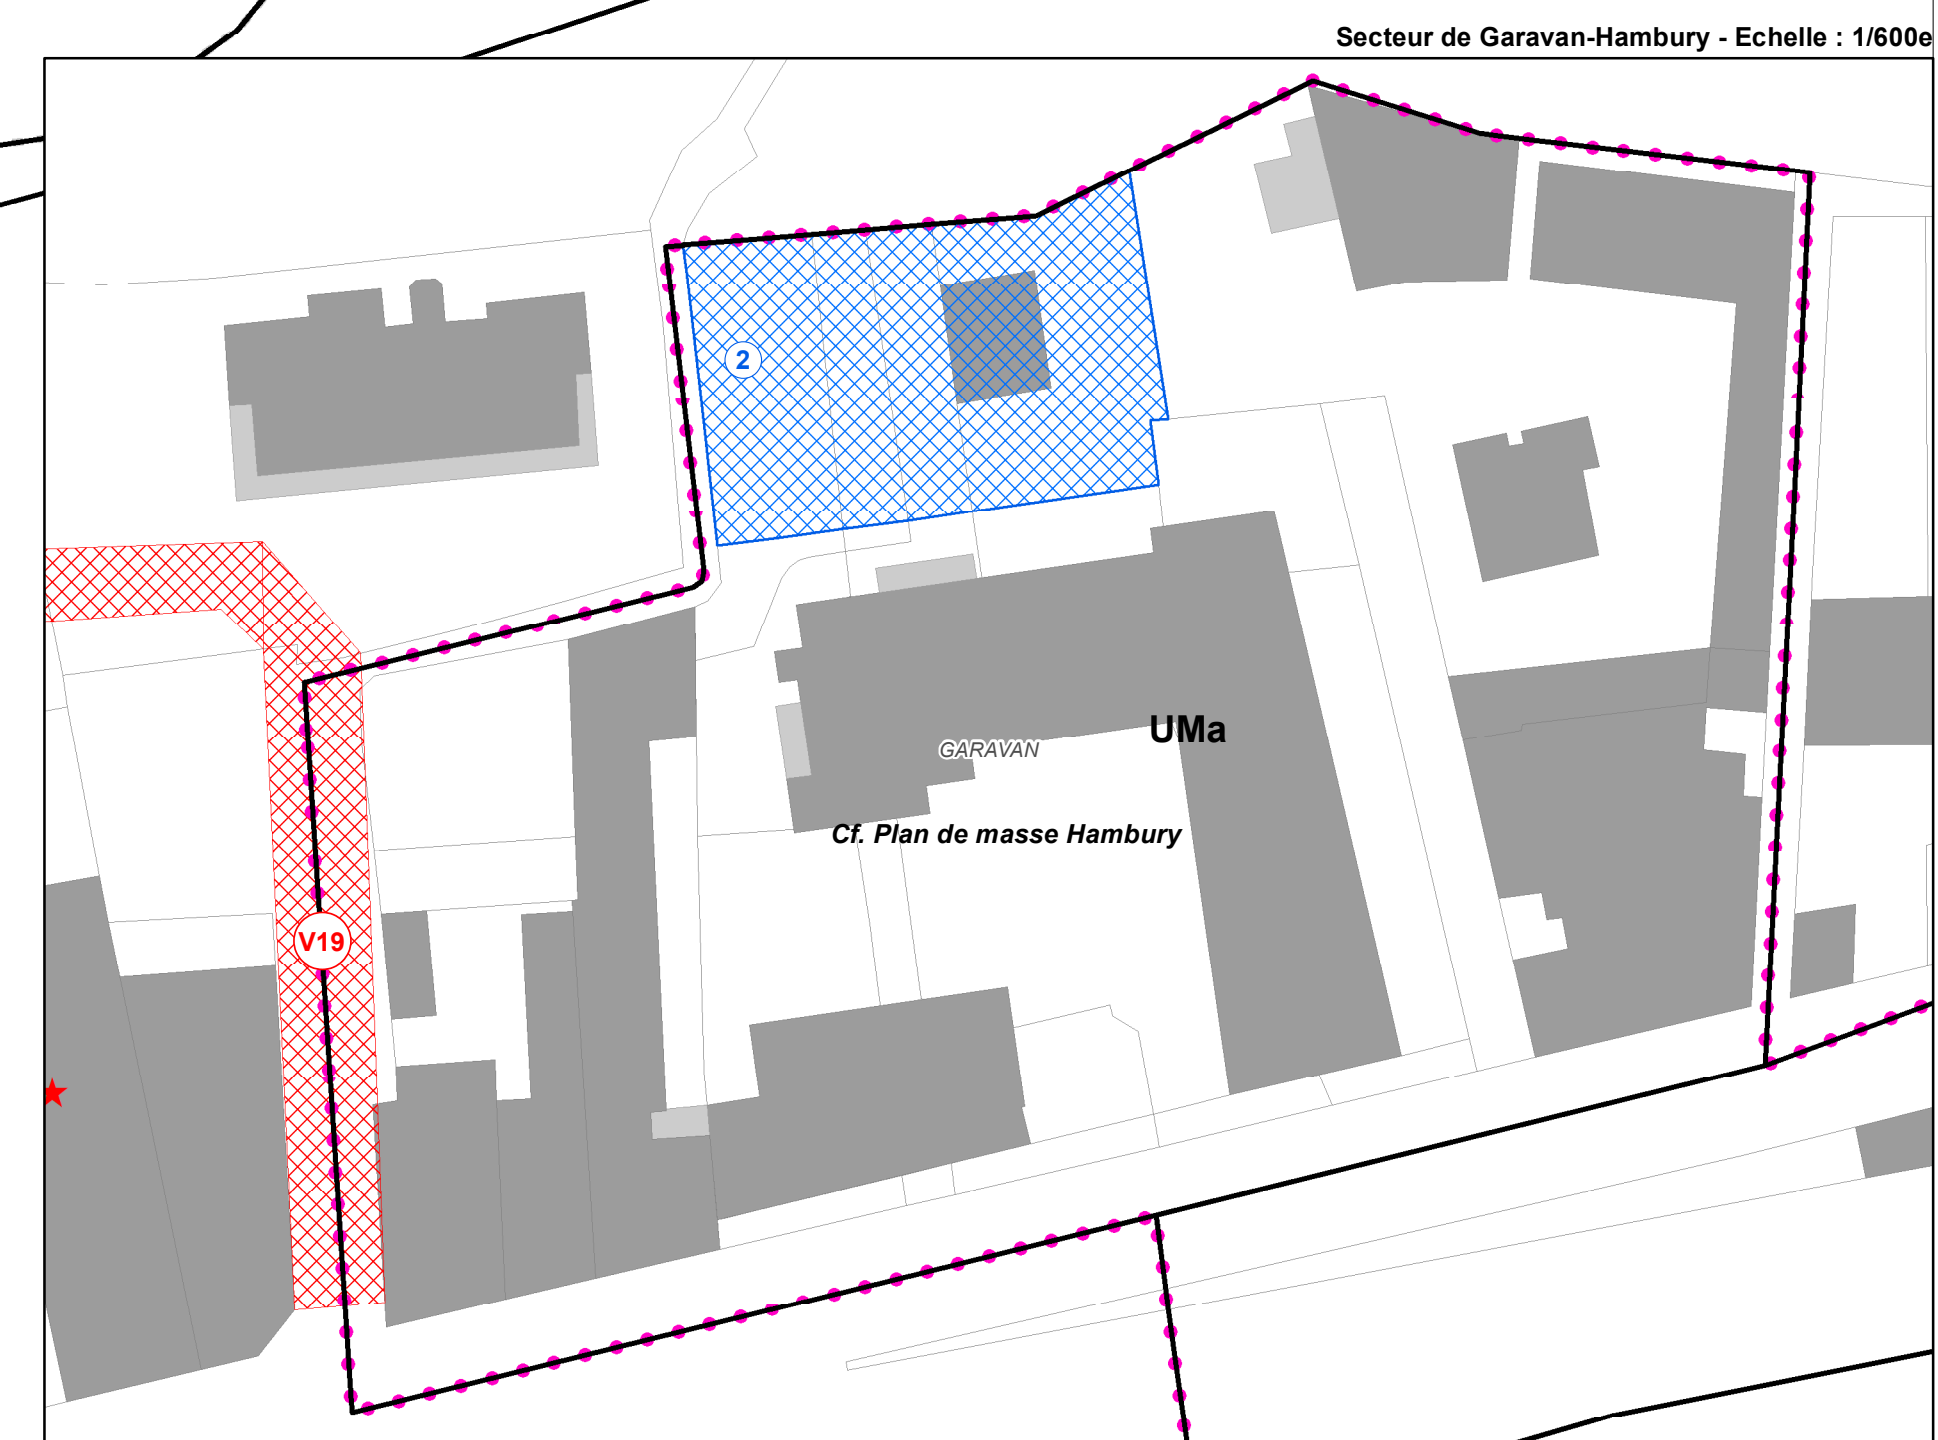 Secteur de Garavan-Hambury - Echelle : 1/600e
2
UMa
GARAVAN
Cf. Plan de masse Hambury
V19